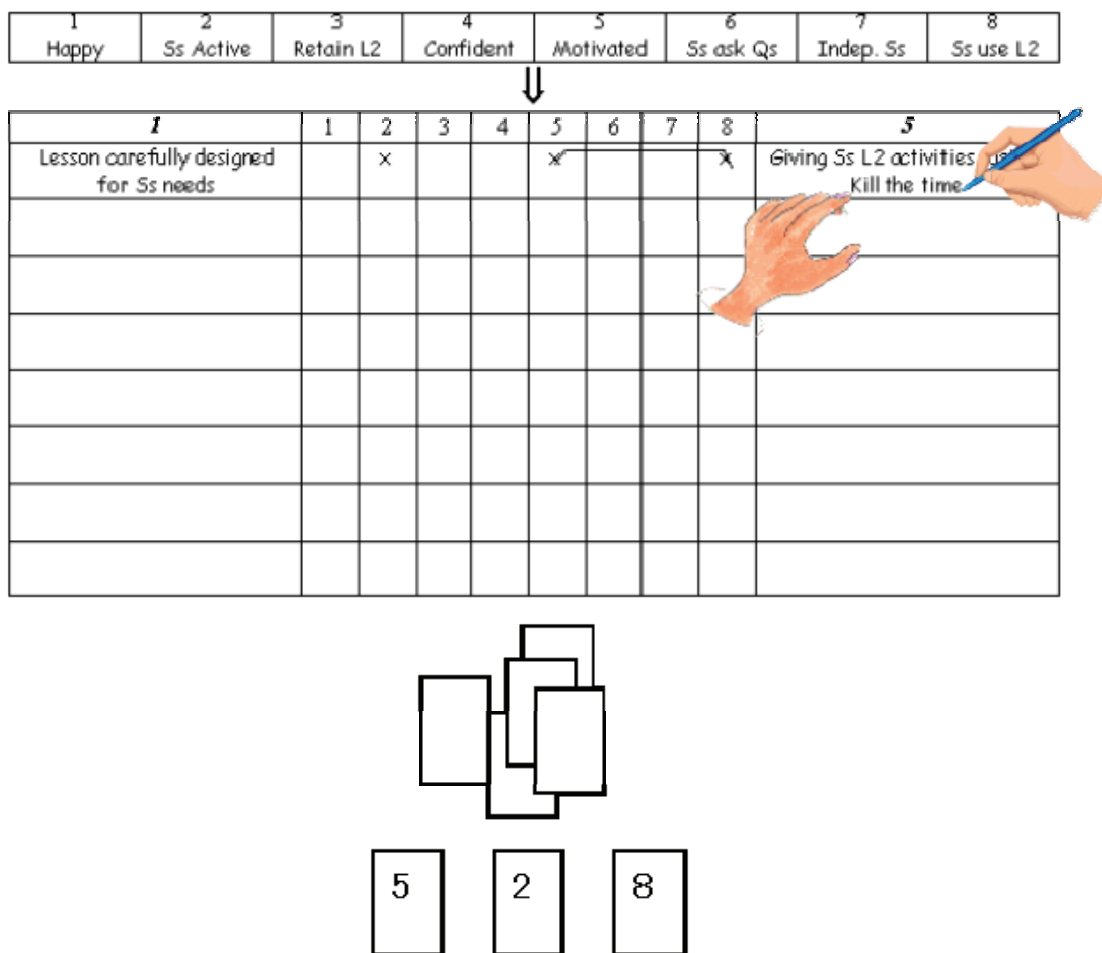 1 2 3 4 5 6 7 8
Happy Ss Active Retain L2 Confident Motivated Ss ask Qs Indep. Ss Ss use L2
1 1 2 3 4 5 6 7 8 5
Lesson carefully designed x x x Giving Ss L2 activities
for Ss needs Kill the time
5 2 8